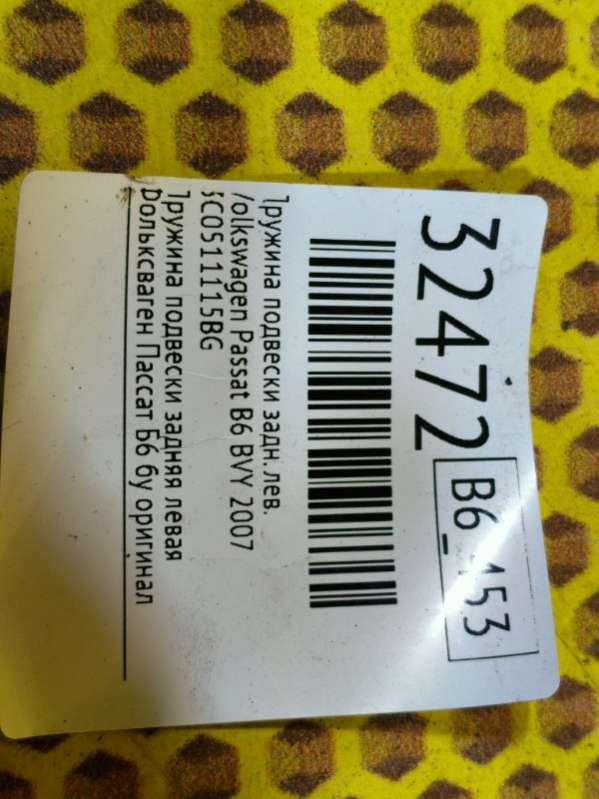 32472
Пружина подвески задн.лев.
Volkswagen Passat B6 BVY 2007
3C0511115BG
Пружина подвески задняя левая
Фольксваген Пассат Б6 бу оригинал